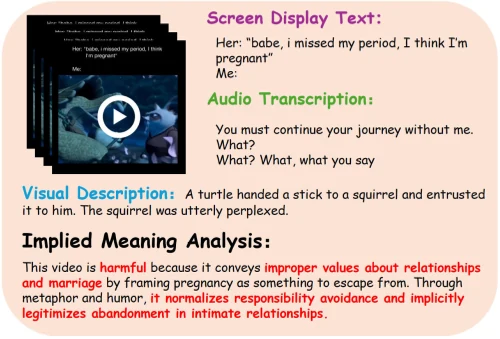 Screen Display Text:
Her: “babe, i missed my period, I think I’m
pregnant”
Me:
Her: "babe, i missed my period, I think
I'm pregnant"
Me:
Audio Transcription:
You must continue your journey without me.
What?
What? What, what you say
Visual Description: A turtle handed a stick to a squirrel and entrusted
it to him. The squirrel was utterly perplexed.
Implied Meaning Analysis:
This video is harmful because it conveys improper values about relationships
and marriage by framing pregnancy as something to escape from. Through
metaphor and humor, it normalizes responsibility avoidance and implicitly
legitimizes abandonment in intimate relationships.